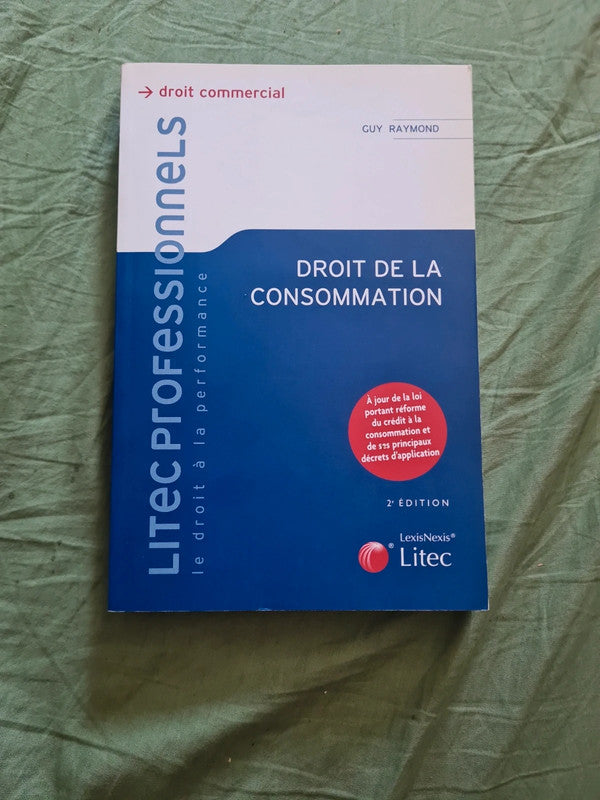 → droit commercial
GUY RAYMOND
LITEC PROFESSIONNELS
le droit à la performance
DROIT DE LA
CONSOMMATION
À jour de la loi
portant réforme
du crédit à la
consommation et
de ses principaux
décrets d'application
2e ÉDITION
LexisNexis®
® Litec